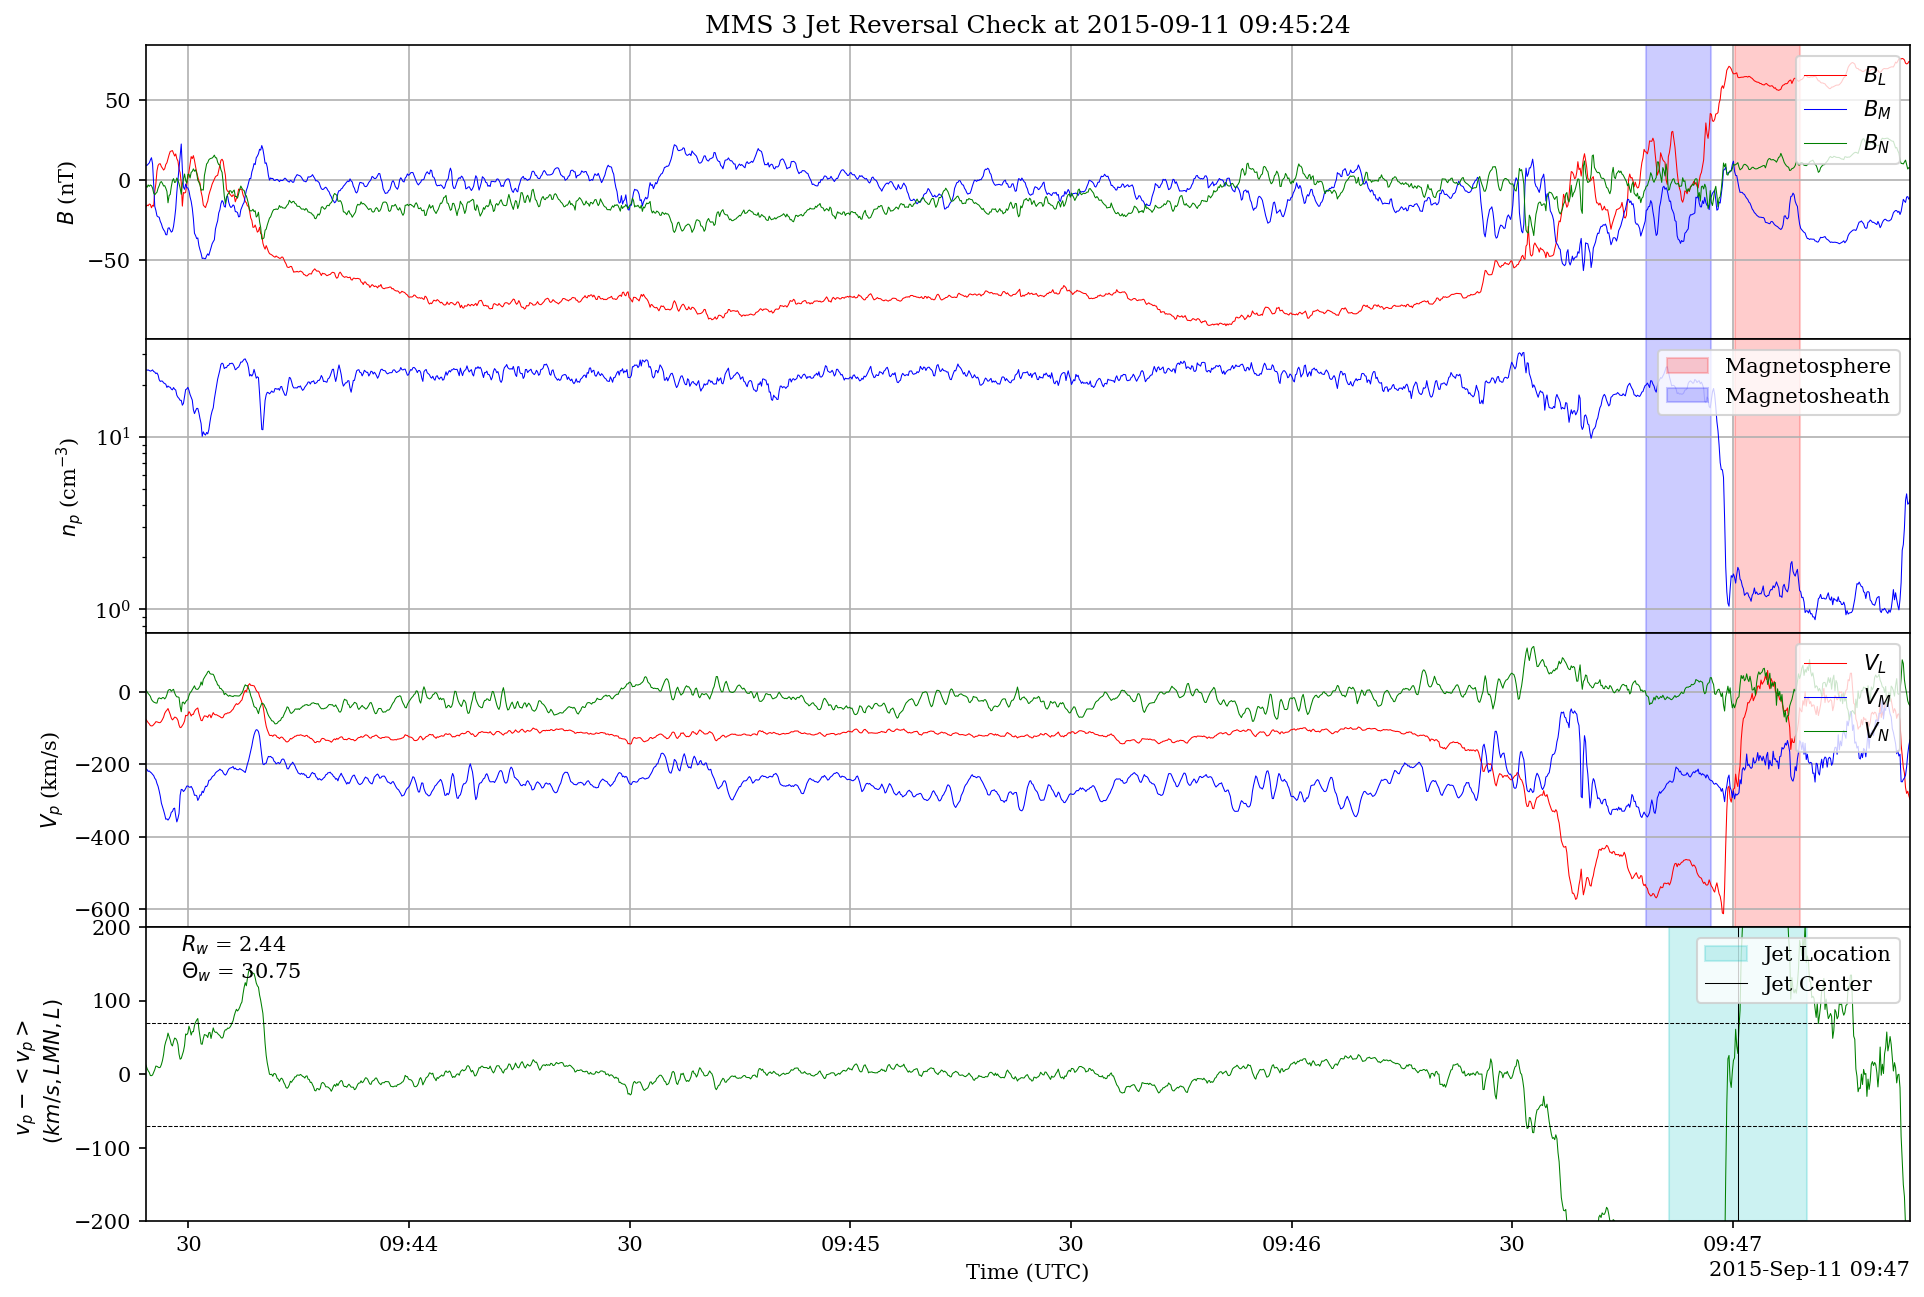 MMS 3 Jet Reversal Check at 2015-09-11 09:45:24
B (nT)
50
0
−50
B_L
B_M
B_N
n_p (cm^{−3})
10^1
10^0
Magnetosphere
Magnetosheath
V_p (km/s)
0
−200
−400
−600
V_L
V_M
V_N
v_p − < v_p >
(km/s, LMN, L)
200
100
0
−100
−200
R_w = 2.44
Θ_w = 30.75
Jet Location
Jet Center
30 09:44 30 09:45 30 09:46 30 09:47
Time (UTC)
2015-Sep-11 09:47